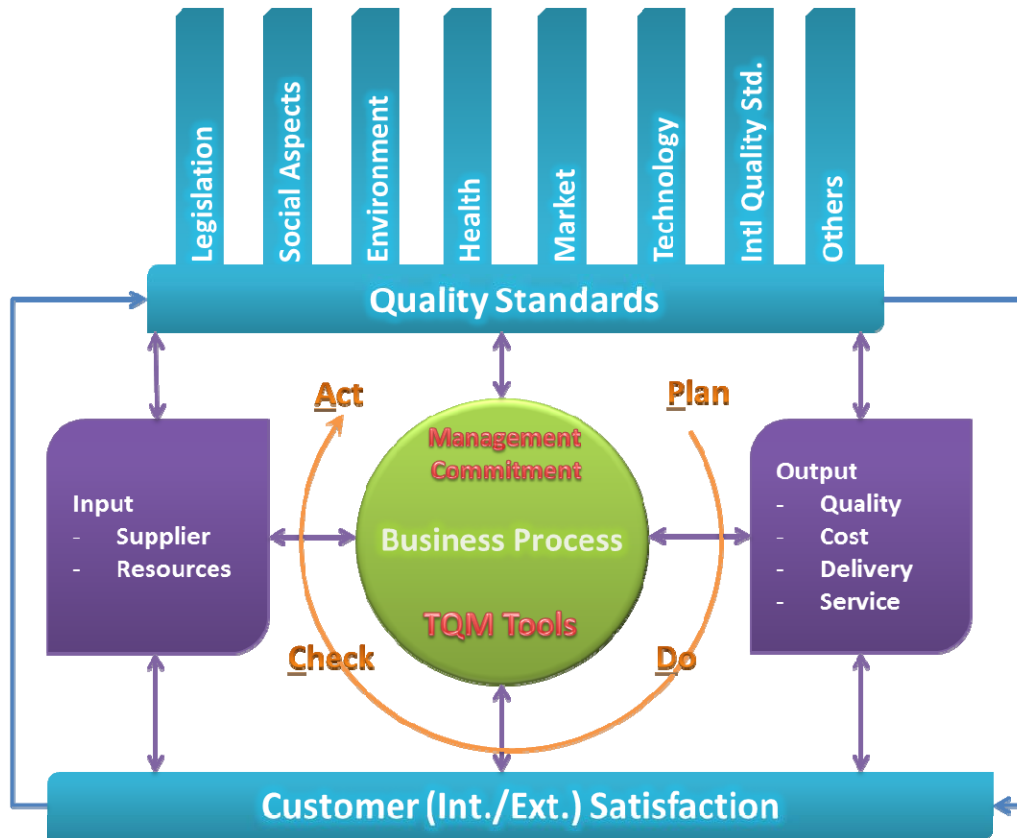 Legislation
Social Aspects
Environment
Health
Market
Technology
Intl Quality Std.
Others
Quality Standards
Act
Plan
Management
Commitment
Business Process
TQM Tools
Input
- Supplier
- Resources
Output
- Quality
- Cost
- Delivery
- Service
Check
Do
Customer (Int./Ext.) Satisfaction